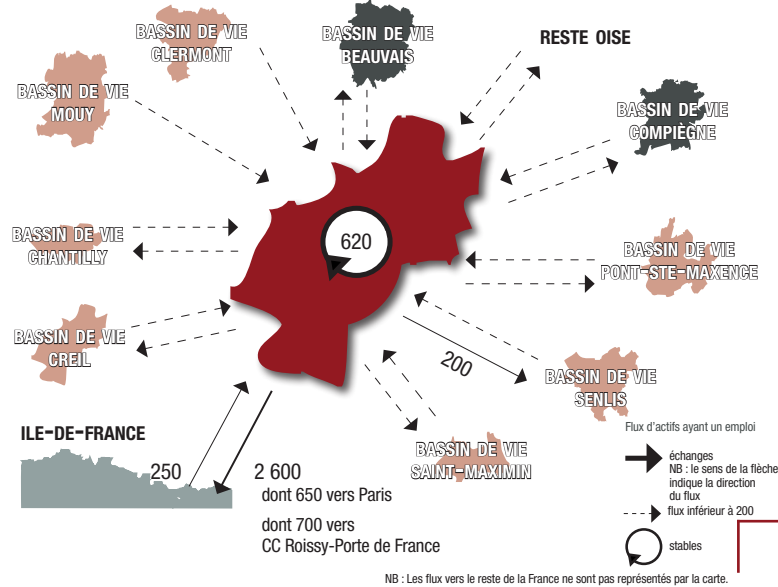 BASSIN DE VIE
CLERMONT
BASSIN DE VIE
BEAUVAIS
RESTE OISE
BASSIN DE VIE
MOUY
BASSIN DE VIE
COMPIÈGNE
620
BASSIN DE VIE
CHANTILLY
BASSIN DE VIE
PONT-STE-MAXENCE
BASSIN DE VIE
CREIL
200
BASSIN DE VIE
SENLIS
ILE-DE-FRANCE
250
2 600
dont 650 vers Paris
dont 700 vers
CC Roissy-Porte de France
BASSIN DE VIE
SAINT-MAXIMIN
Flux d'actifs ayant un emploi
échanges
NB : le sens de la flèche
indique la direction
du flux
flux inférieur à 200
stables
NB : Les flux vers le reste de la France ne sont pas représentés par la carte.